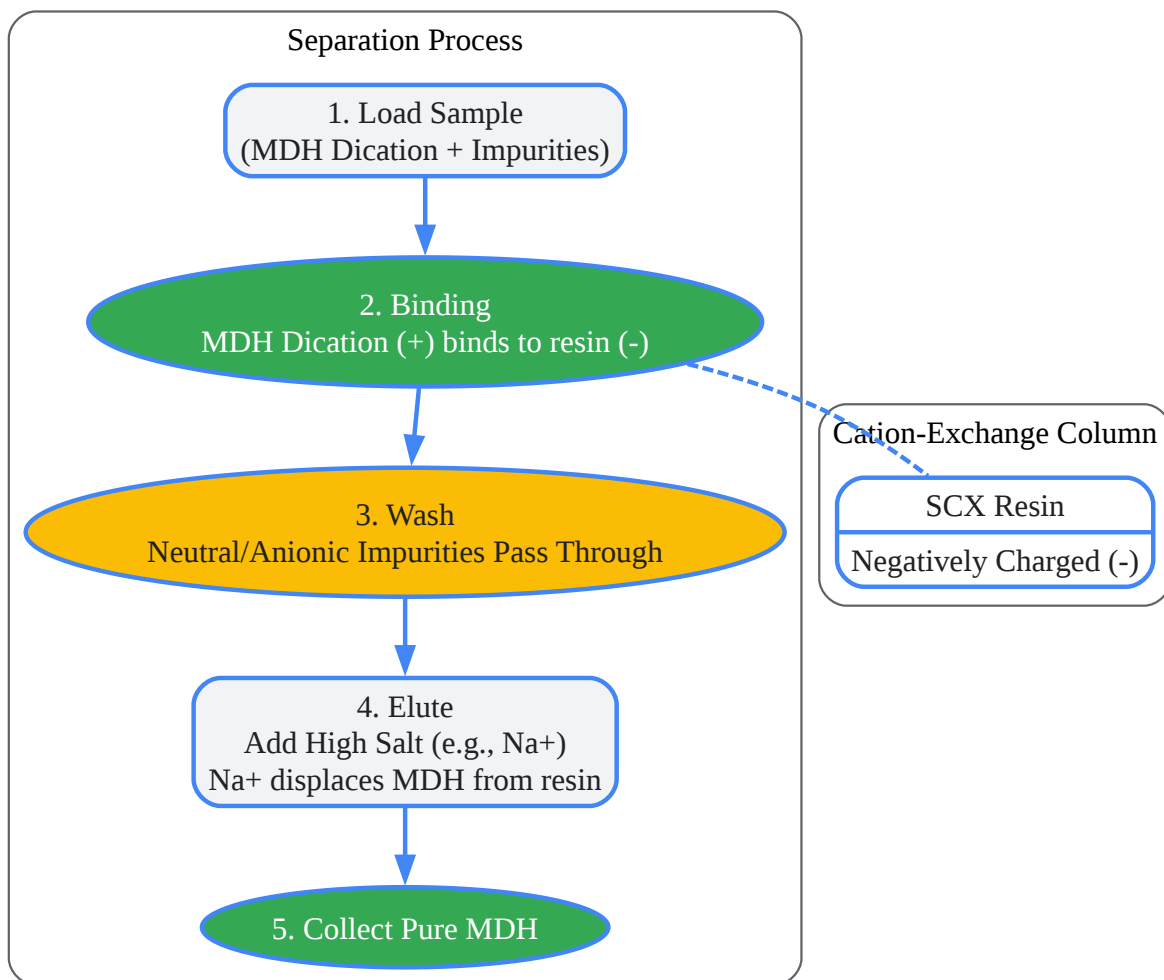 Separation Process
1. Load Sample
(MDH Dication + Impurities)
2. Binding
MDH Dication (+) binds to resin (-)
3. Wash
Neutral/Anionic Impurities Pass Through
4. Elute
Add High Salt (e.g., Na+)
Na+ displaces MDH from resin
5. Collect Pure MDH
Cation-Exchange Column
SCX Resin
Negatively Charged (-)